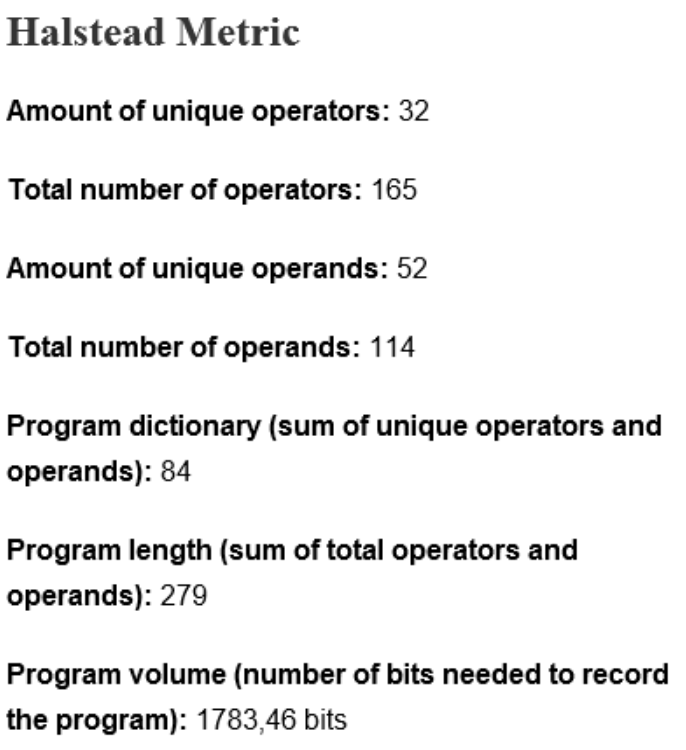 Halstead Metric
Amount of unique operators: 32
Total number of operators: 165
Amount of unique operands: 52
Total number of operands: 114
Program dictionary (sum of unique operators and
operands): 84
Program length (sum of total operators and
operands): 279
Program volume (number of bits needed to record
the program): 1783,46 bits